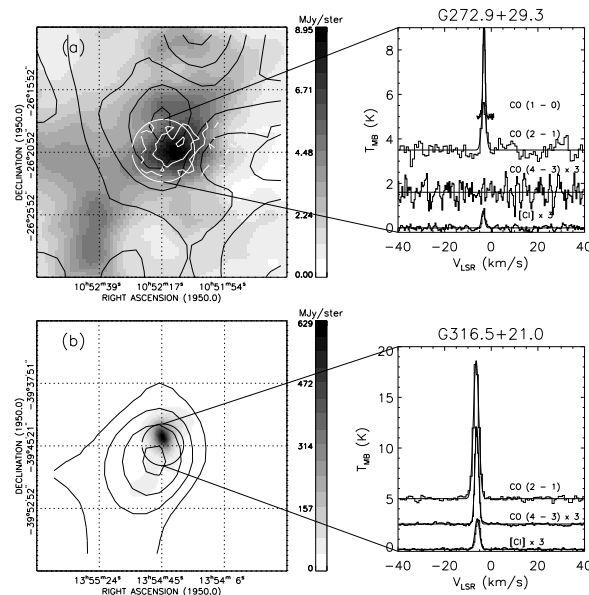 MJy/ster
8.95
6.71
4.48
2.24
0.00
(a)
DECLINATION (1950.0)
-26°15'52"
-26°20'52"
-26°25'52"
10ʰ52ᵐ39ˢ 10ʰ52ᵐ17ˢ 10ʰ51ᵐ54ˢ
RIGHT ASCENSION (1950.0)
G272.9+29.3
T_MB (K)
8
6
4
2
0
CO (1 - 0)
CO (2 - 1)
CO (4 - 3) × 3
[CI] × 3
-40 -20 0 20 40
V_LSR (km/s)
MJy/ster
629
472
314
157
0
(b)
DECLINATION (1950.0)
-39°37'51"
-39°45'21"
-39°52'52"
13ʰ55ᵐ24ˢ 13ʰ54ᵐ45ˢ 13ʰ54ᵐ 6ˢ
RIGHT ASCENSION (1950.0)
G316.5+21.0
T_MB (K)
20
15
10
5
0
CO (2 - 1)
CO (4 - 3) × 3
[CI] × 3
-40 -20 0 20 40
V_LSR (km/s)